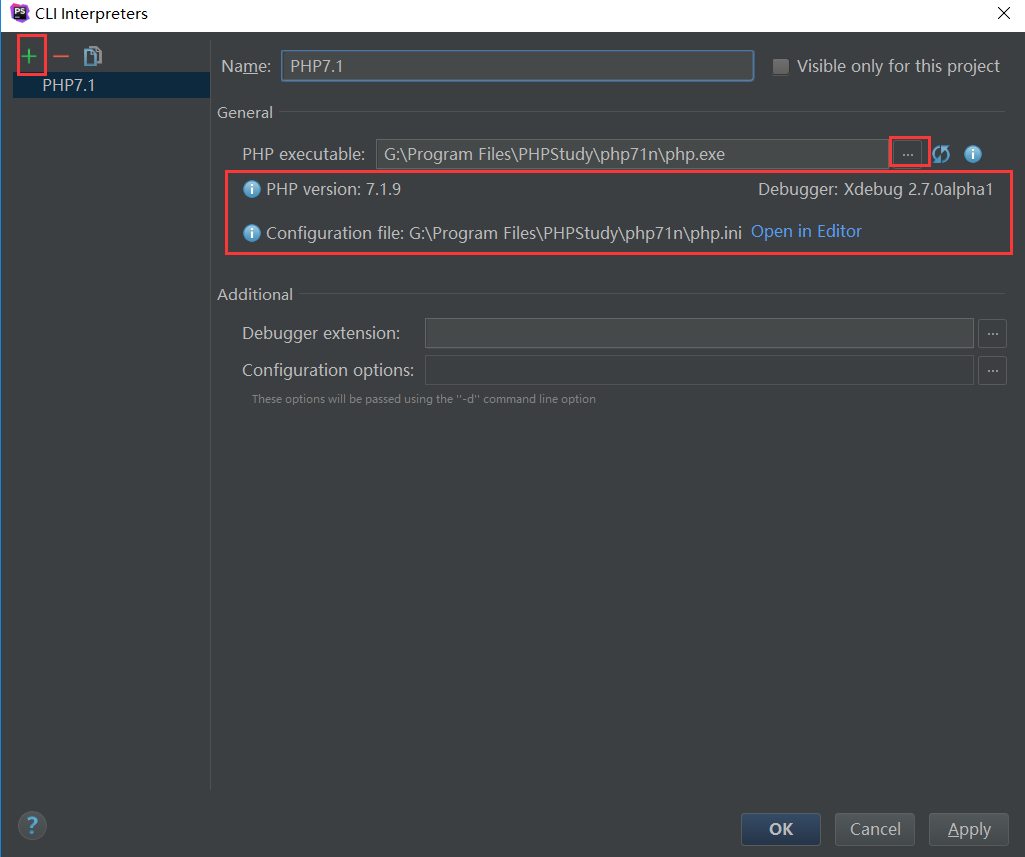 PS CLI Interpreters
PHP7.1
Name: PHP7.1 Visible only for this project
General
PHP executable: G:\Program Files\PHPStudy\php71n\php.exe ...
PHP version: 7.1.9 Debugger: Xdebug 2.7.0alpha1
Configuration file: G:\Program Files\PHPStudy\php71n\php.ini Open in Editor
Additional
Debugger extension: ...
Configuration options: ...
These options will be passed using the "-d" command line option
? OK Cancel Apply